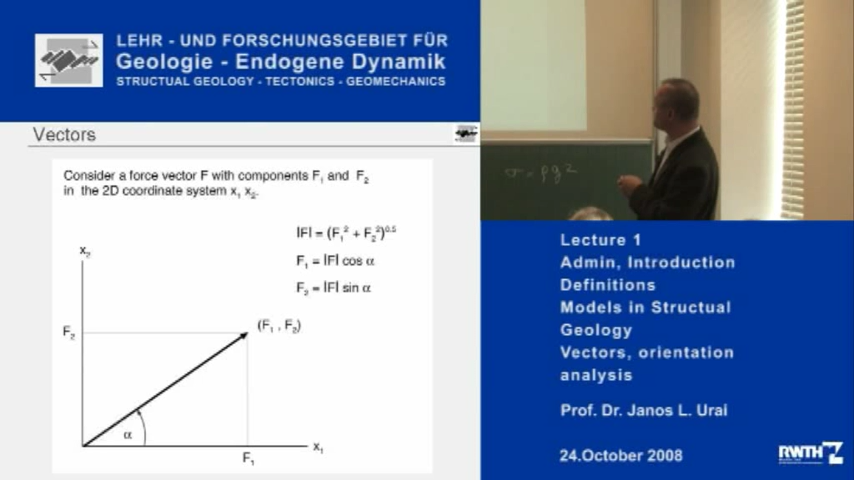 LEHR - UND FORSCHUNGSGEBIET FÜR
Geologie - Endogene Dynamik
STRUCTURAL GEOLOGY - TECTONICS - GEOMECHANICS
Vectors
Consider a force vector F with components F₁ and F₂
in the 2D coordinate system x₁ x₂.
|F| = (F₁² + F₂²)⁰·⁵
F₁ = |F| cos α
F₂ = |F| sin α
x₂
F₂
(F₁ , F₂)
α
x₁
F₁
σ = ρgz
Lecture 1
Admin, Introduction
Definitions
Models in Structual
Geology
Vectors, orientation
analysis
Prof. Dr. Janos L. Urai
24.October 2008
RWTH